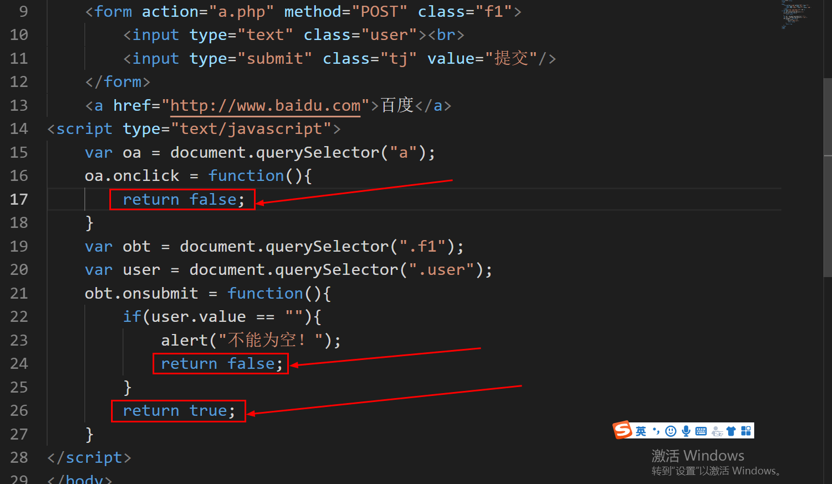 9 <form action="a.php" method="POST" class="f1">
10 <input type="text" class="user"><br>
11 <input type="submit" class="tj" value="提交"/>
12 </form>
13 <a href="http://www.baidu.com">百度</a>
14 <script type="text/javascript">
15 var oa = document.querySelector("a");
16 oa.onclick = function(){
17 return false;
18 }
19 var obt = document.querySelector(".f1");
20 var user = document.querySelector(".user");
21 obt.onsubmit = function(){
22 if(user.value == ""){
23 alert("不能为空！");
24 return false;
25 }
26 return true;
27 }
28 </script>
29 </body>
S 英
激活 Windows
转到"设置"以激活 Windows。